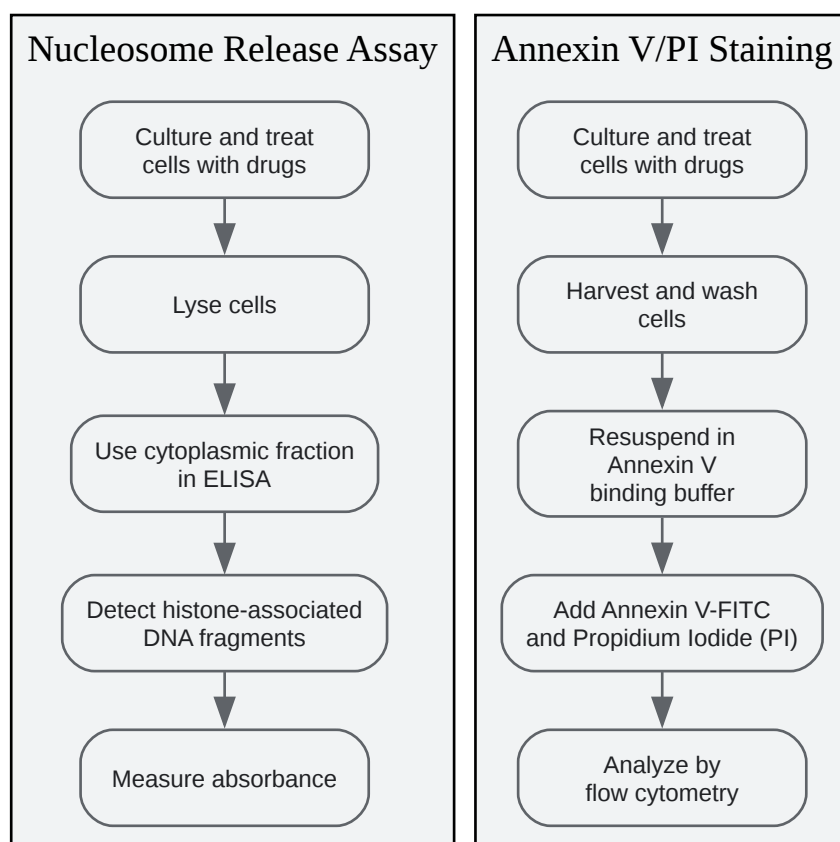 Nucleosome Release Assay
Culture and treat
cells with drugs
Lyse cells
Use cytoplasmic fraction
in ELISA
Detect histone-associated
DNA fragments
Measure absorbance
Annexin V/PI Staining
Culture and treat
cells with drugs
Harvest and wash
cells
Resuspend in
Annexin V
binding buffer
Add Annexin V-FITC
and Propidium Iodide (PI)
Analyze by
flow cytometry